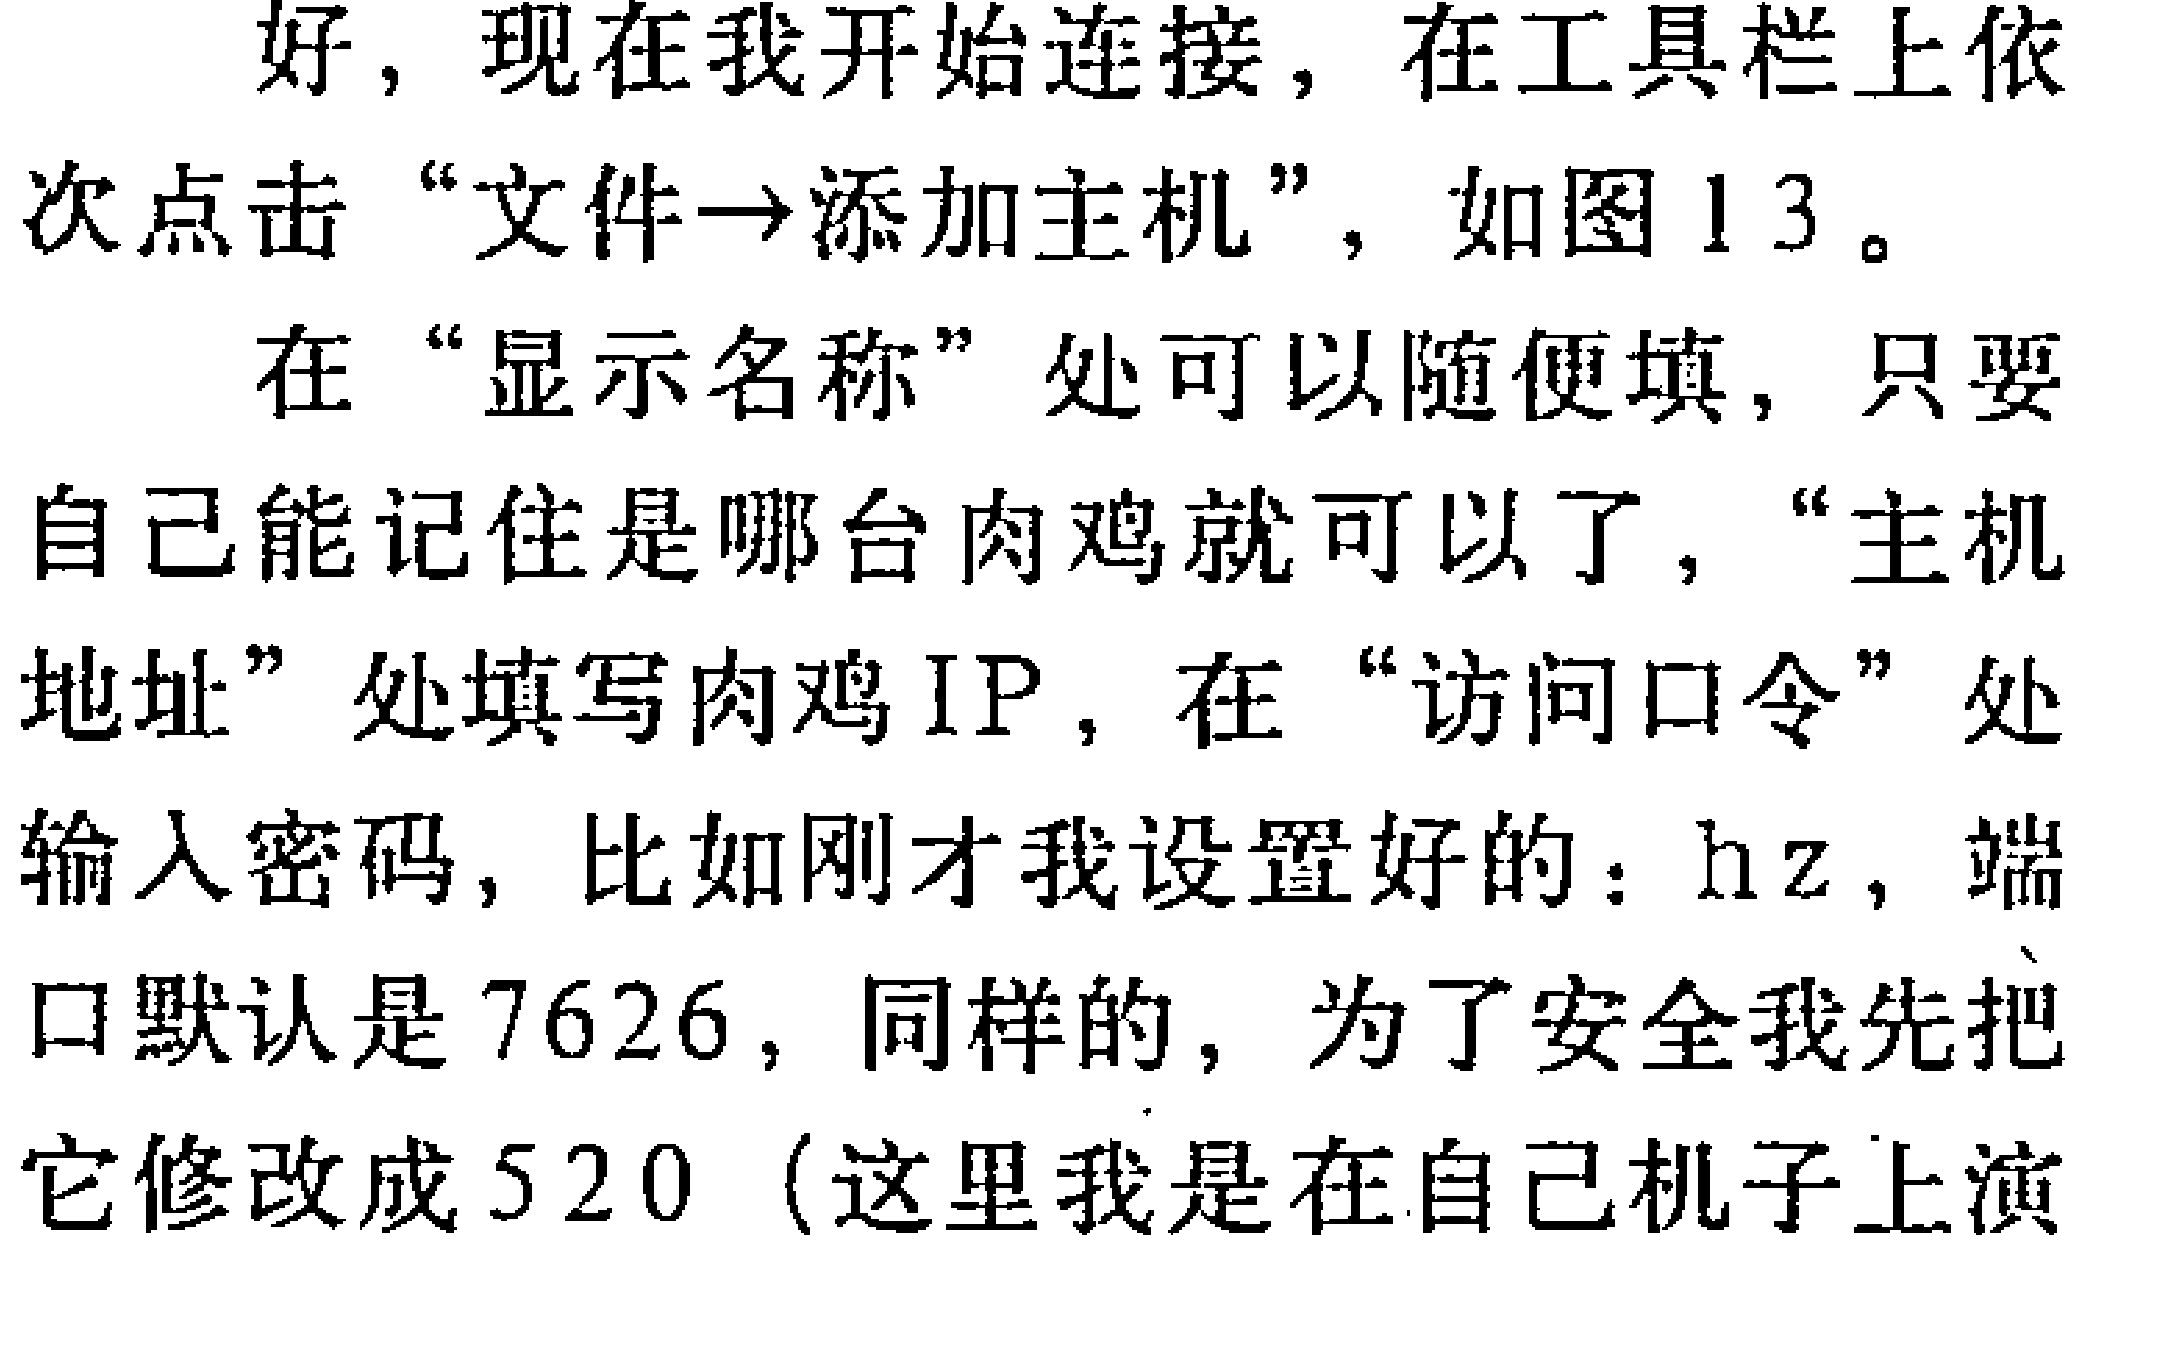 好，现在我开始连接，在工具栏上依
次点击“文件→添加主机”，如图13。
在“显示名称”处可以随便填，只要
自己能记住是哪台肉鸡就可以了，“主机
地址”处填写肉鸡IP，在“访问口令”处
输入密码，比如刚才我设置好的：hz，端
口默认是7626，同样的，为了安全我先把
它修改成520（这里我是在自己机子上演